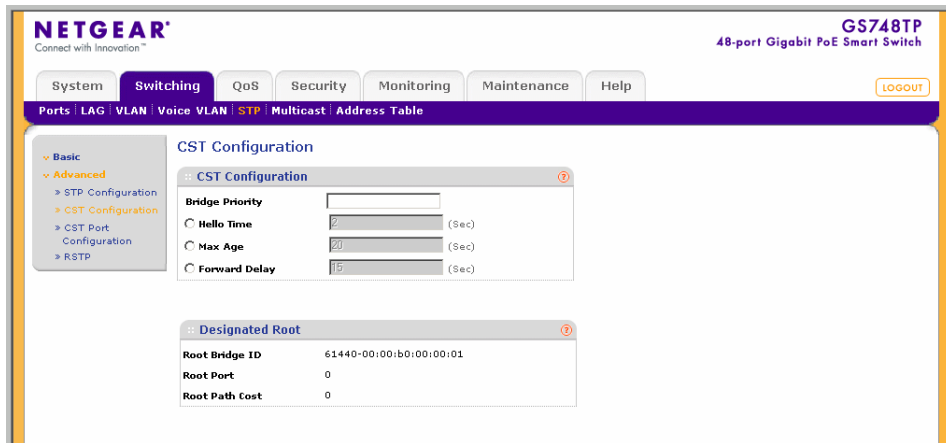 NETGEAR®
Connect with Innovation™
GS748TP
48-port Gigabit PoE Smart Switch
System Switching QoS Security Monitoring Maintenance Help
LOGOUT
Ports LAG VLAN Voice VLAN STP Multicast Address Table
Basic
Advanced
» STP Configuration
» CST Configuration
» CST Port
Configuration
» RSTP
CST Configuration
:: CST Configuration ?
Bridge Priority
Hello Time 2 (Sec)
Max Age 20 (Sec)
Forward Delay 15 (Sec)
:: Designated Root ?
Root Bridge ID 61440-00:00:b0:00:00:01
Root Port 0
Root Path Cost 0